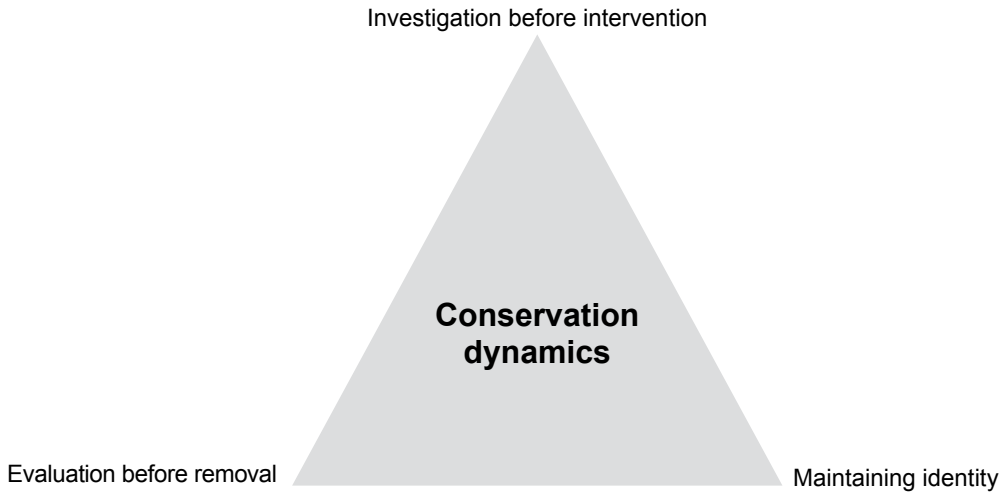 Investigation before intervention
Conservation
dynamics
Evaluation before removal
Maintaining identity